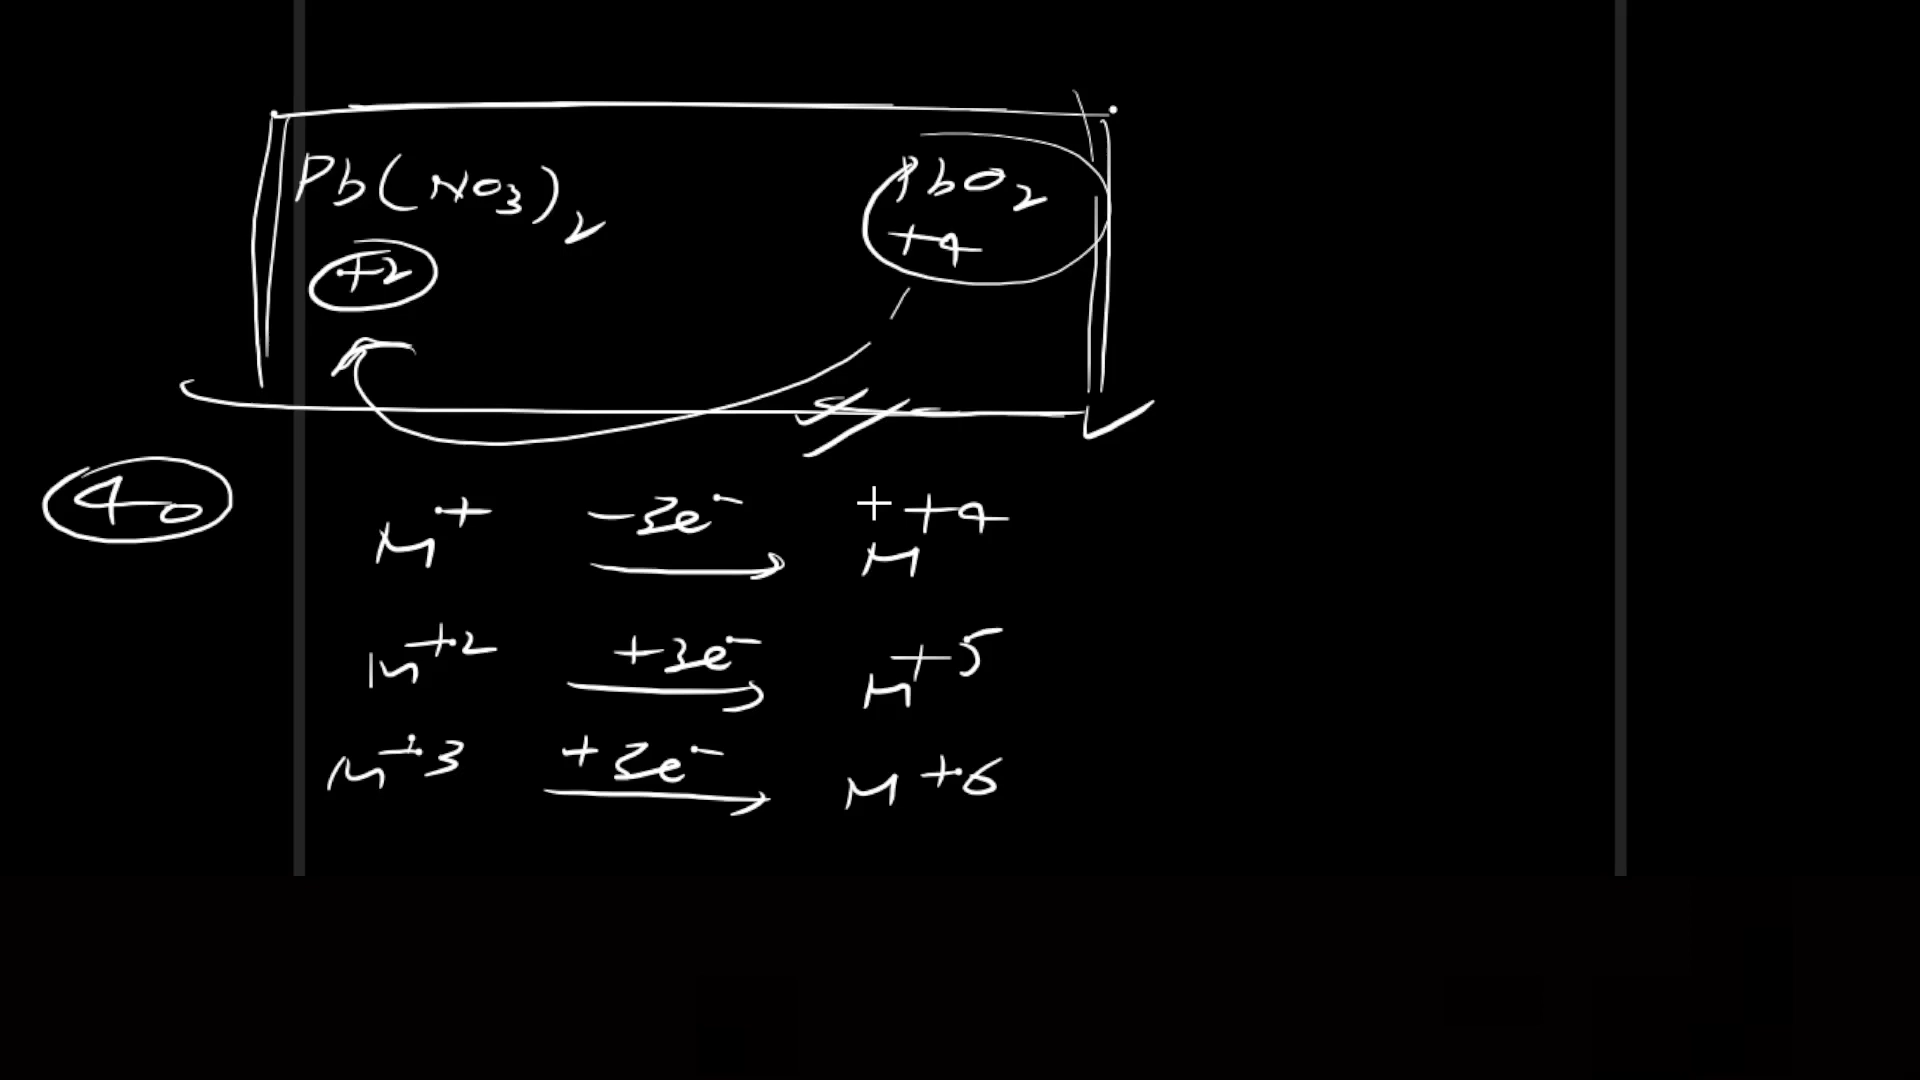 Pb(NO3)2 PbO2
+2 +4
40
M+ -3e- → ++4 M
M+2 +3e- → M+5
M+3 +3e- → M+6